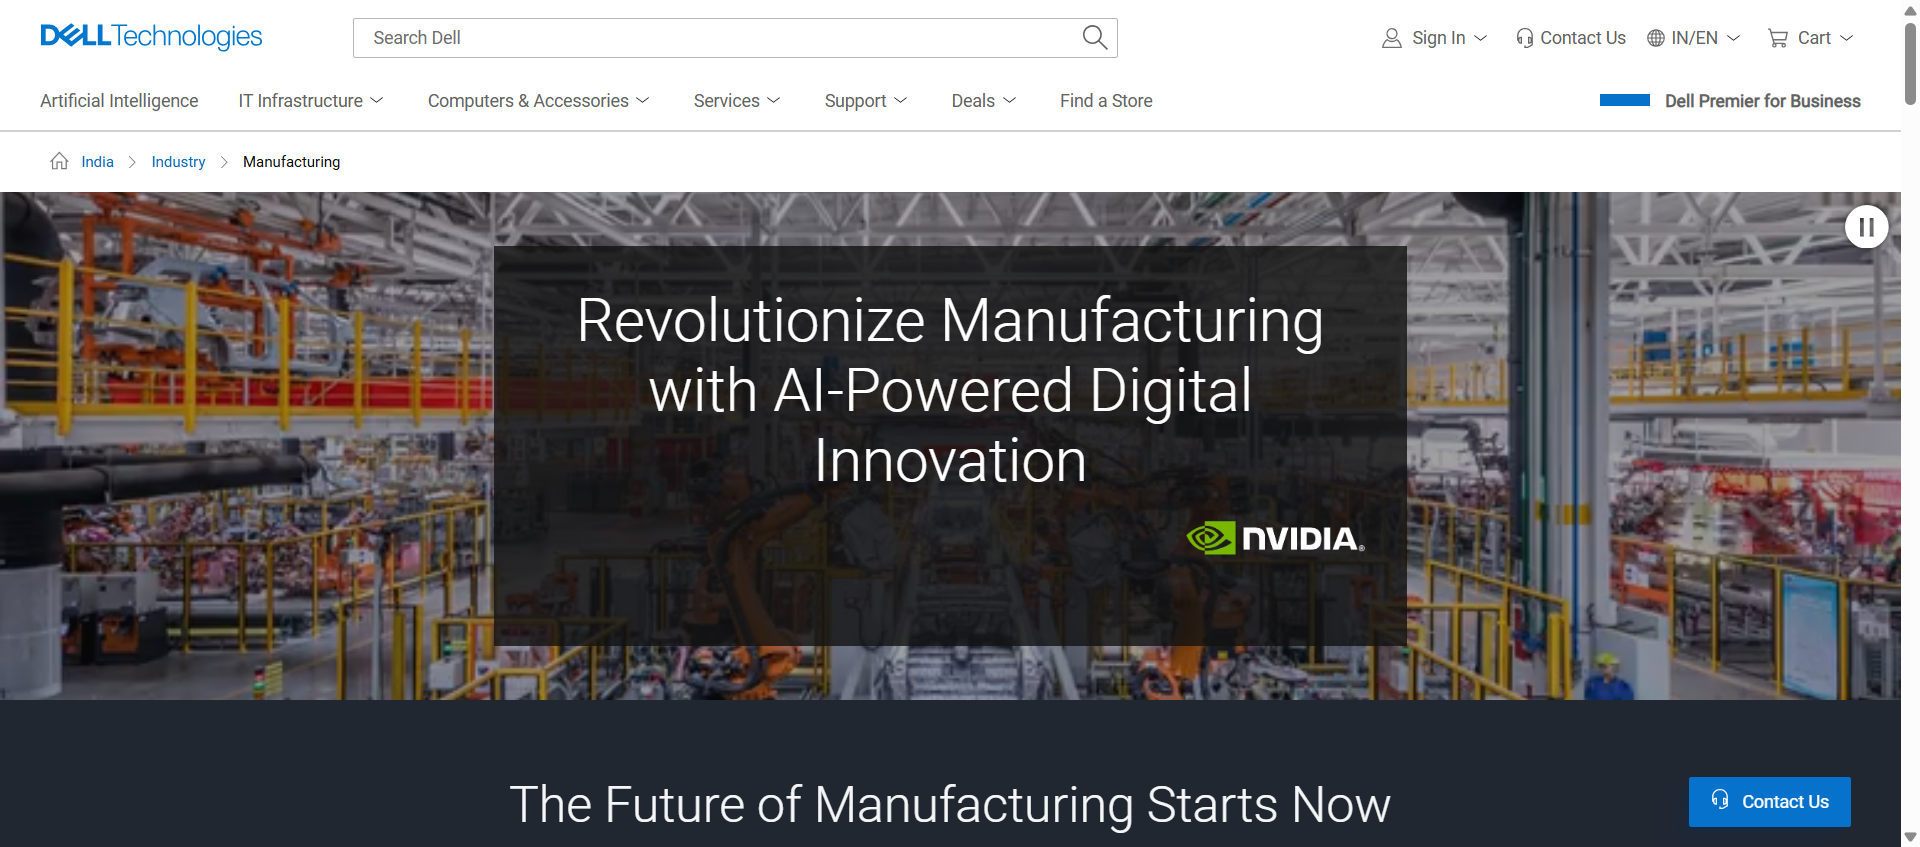 DELLTechnologies
Search Dell
Sign In
Contact Us
IN/EN
Cart
Artificial Intelligence
IT Infrastructure
Computers & Accessories
Services
Support
Deals
Find a Store
Dell Premier for Business
India
Industry
Manufacturing
Revolutionize Manufacturing
with AI-Powered Digital
Innovation
NVIDIA®
The Future of Manufacturing Starts Now
Contact Us